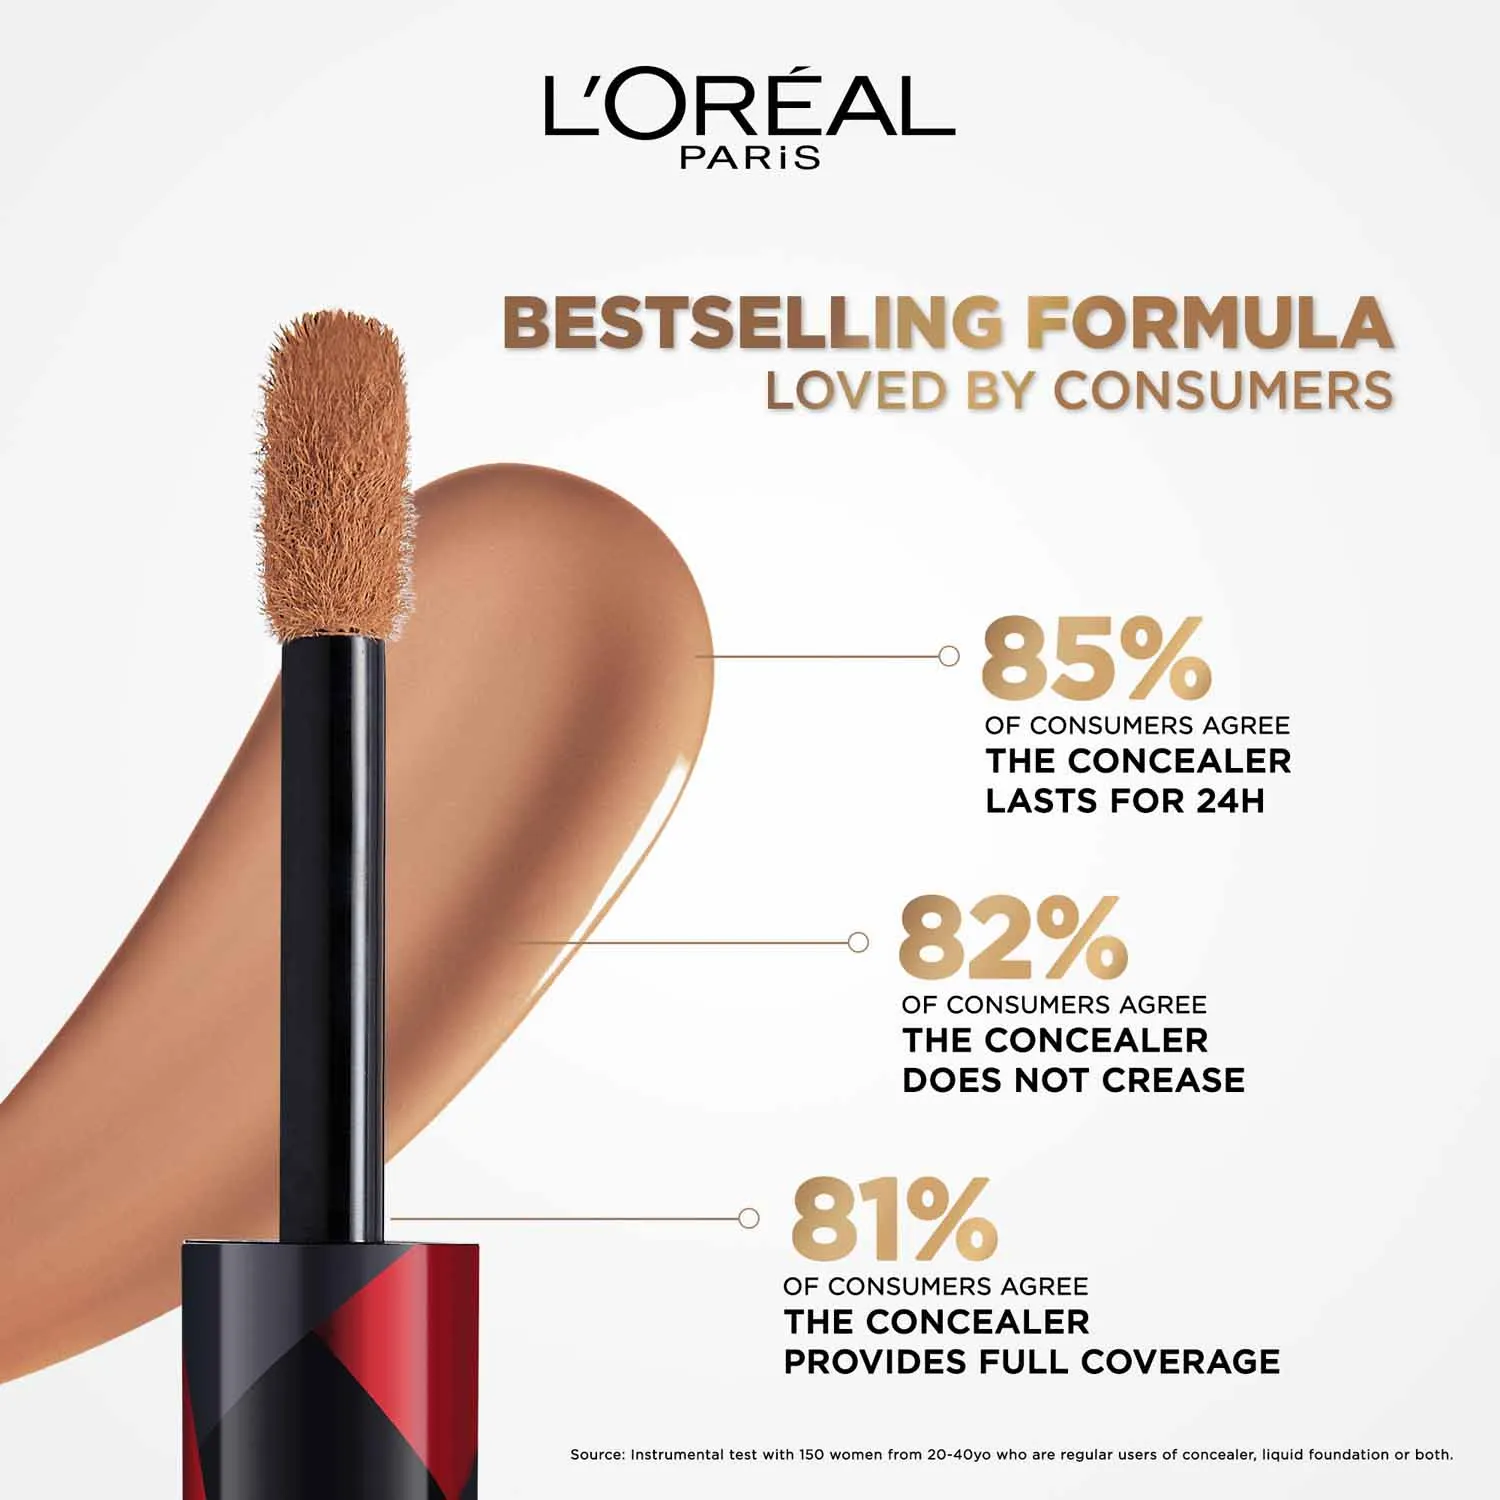 L'ORÉAL
PARiS
BESTSELLING FORMULA
LOVED BY CONSUMERS
85%
OF CONSUMERS AGREE
THE CONCEALER
LASTS FOR 24H
82%
OF CONSUMERS AGREE
THE CONCEALER
DOES NOT CREASE
81%
OF CONSUMERS AGREE
THE CONCEALER
PROVIDES FULL COVERAGE
Source: Instrumental test with 150 women from 20-40yo who are regular users of concealer, liquid foundation or both.